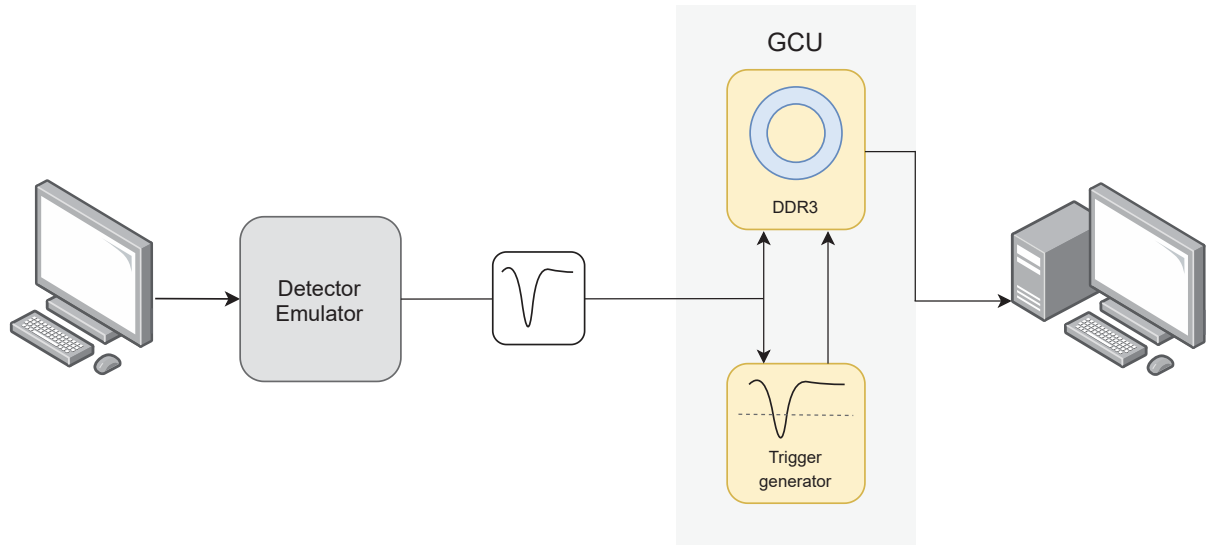 GCU
DDR3
Detector
Emulator
Trigger
generator